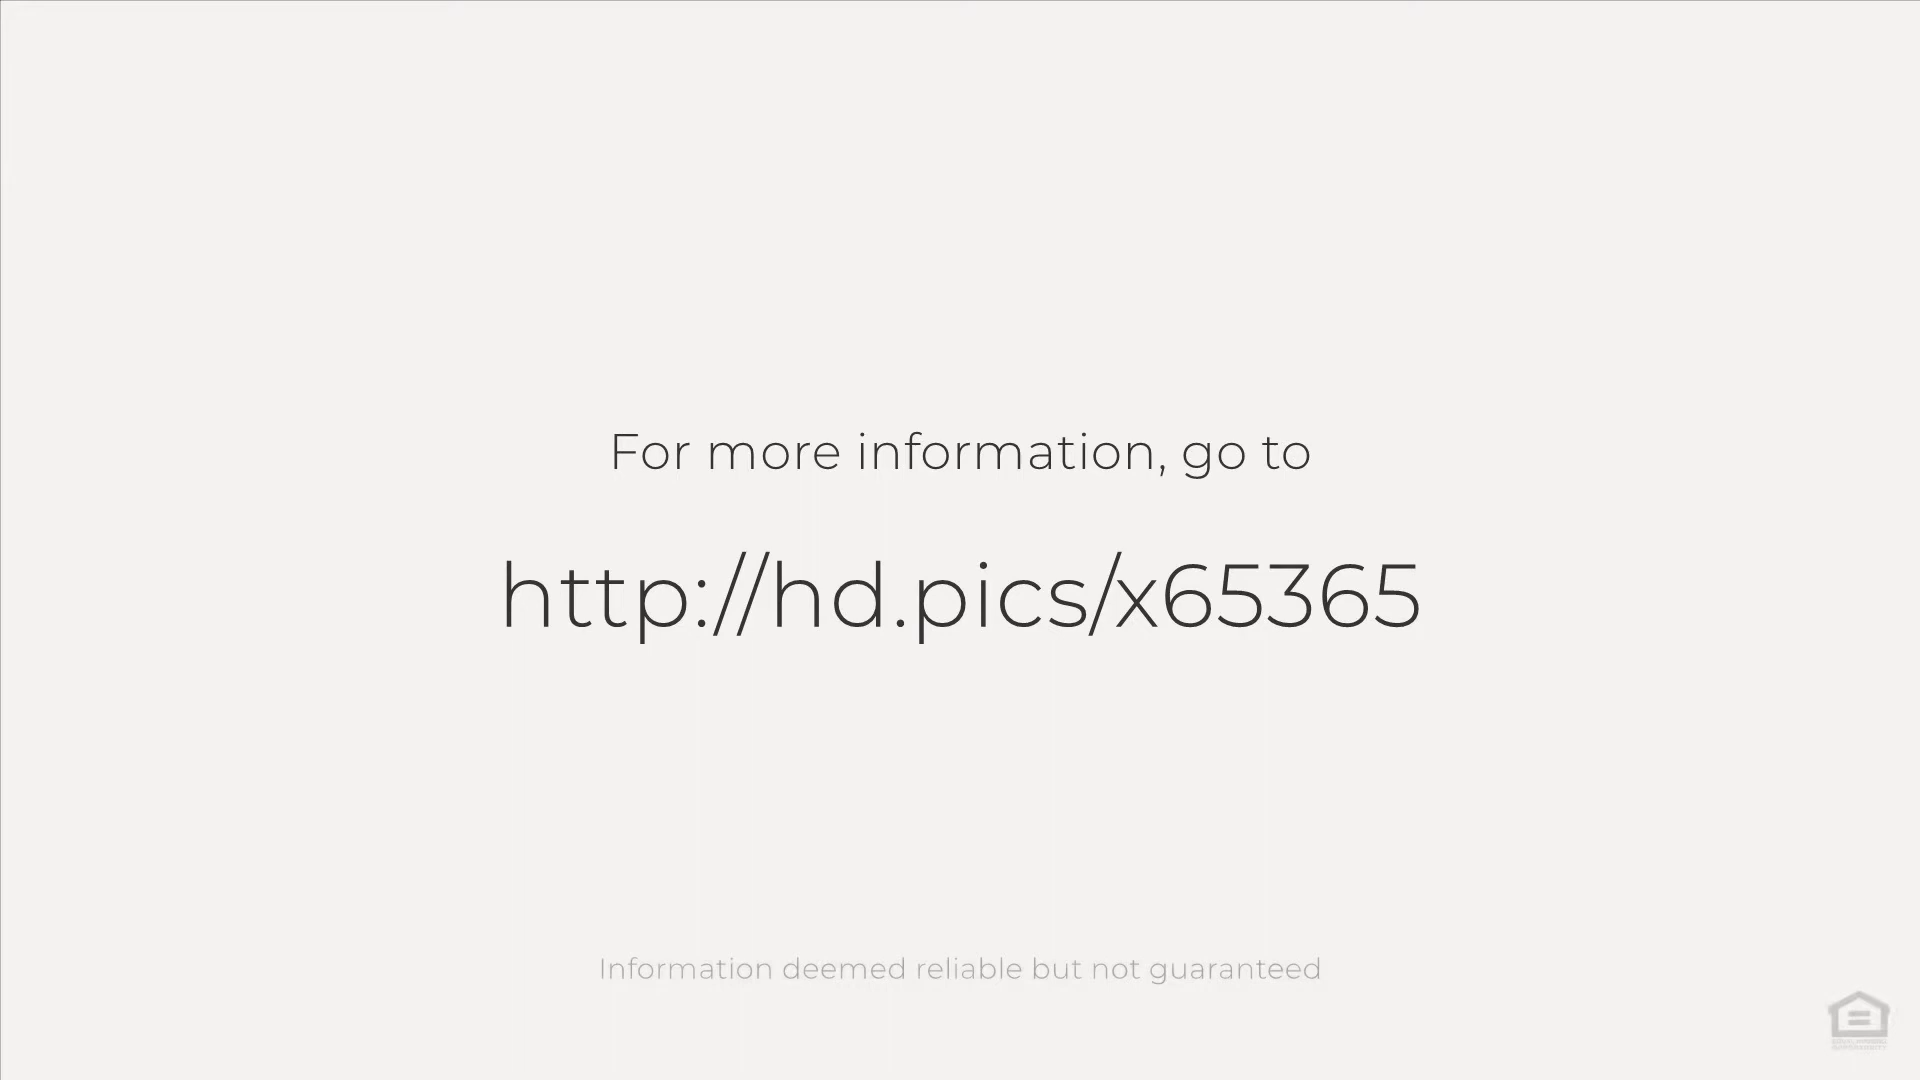 For more information, go to
http://hd.pics/x65365
Information deemed reliable but not guaranteed